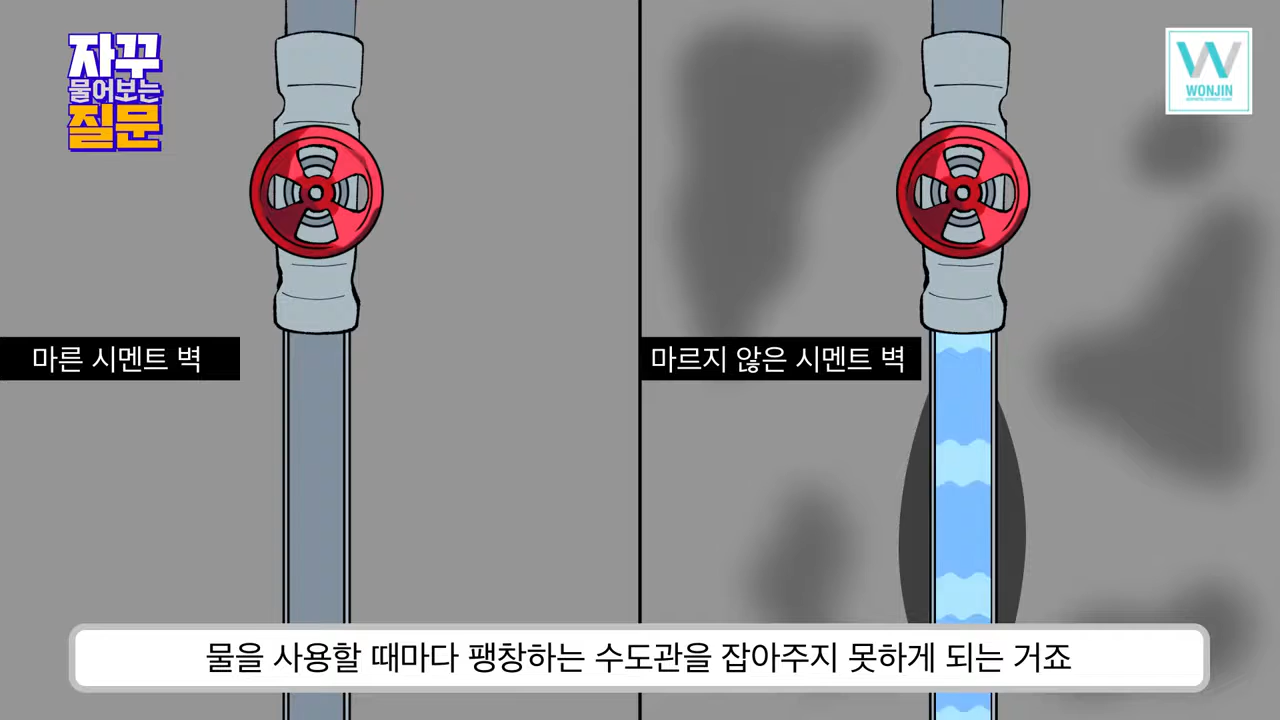 자꾸
물어보는
질문
WONJIN
마른 시멘트 벽
마르지 않은 시멘트 벽
물을 사용할 때마다 팽창하는 수도관을 잡아주지 못하게 되는 거죠